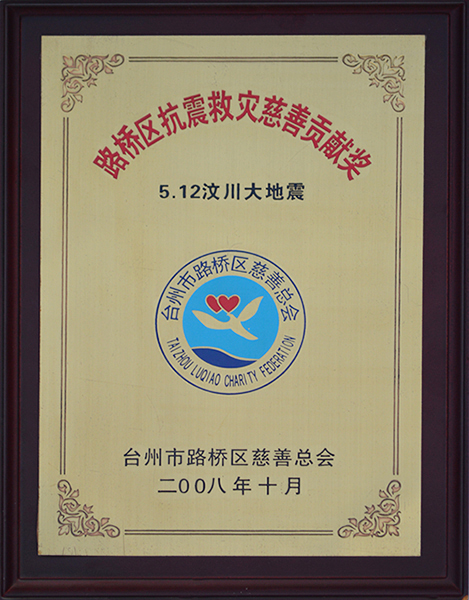 路桥区抗震救灾慈善贡献奖
5.12汶川大地震
台州市路桥区慈善总会
TAIZHOU LUQIAO CHARITY FEDERATION
台州市路桥区慈善总会
二00八年十月